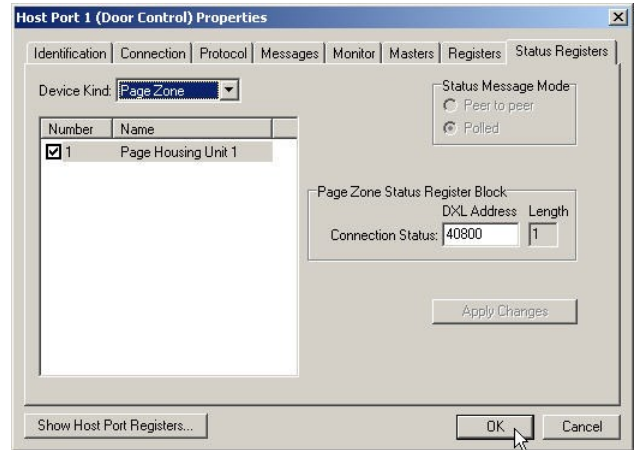 Host Port 1 (Door Control) Properties
Identification Connection Protocol Messages Monitor Masters Registers Status Registers
Device Kind: Page Zone
Status Message Mode
Peer to peer
Polled
Number Name
1 Page Housing Unit 1
Page Zone Status Register Block
DXL Address Length
Connection Status: 40800 1
Apply Changes
Show Host Port Registers... OK Cancel